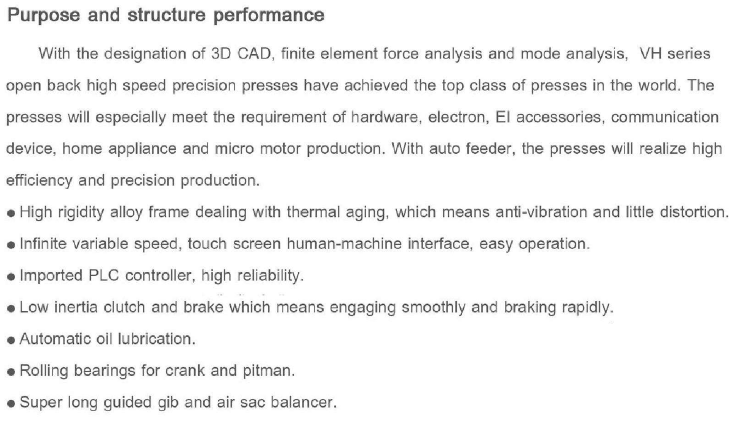 Purpose and structure performance
With the designation of 3D CAD, finite element force analysis and mode analysis, VH series
open back high speed precision presses have achieved the top class of presses in the world. The
presses will especially meet the requirement of hardware, electron, EI accessories, communication
device, home appliance and micro motor production. With auto feeder, the presses will realize high
efficiency and precision production.
● High rigidity alloy frame dealing with thermal aging, which means anti-vibration and little distortion.
● Infinite variable speed, touch screen human-machine interface, easy operation.
● Imported PLC controller, high reliability.
● Low inertia clutch and brake which means engaging smoothly and braking rapidly.
● Automatic oil lubrication.
● Rolling bearings for crank and pitman.
● Super long guided gib and air sac balancer.